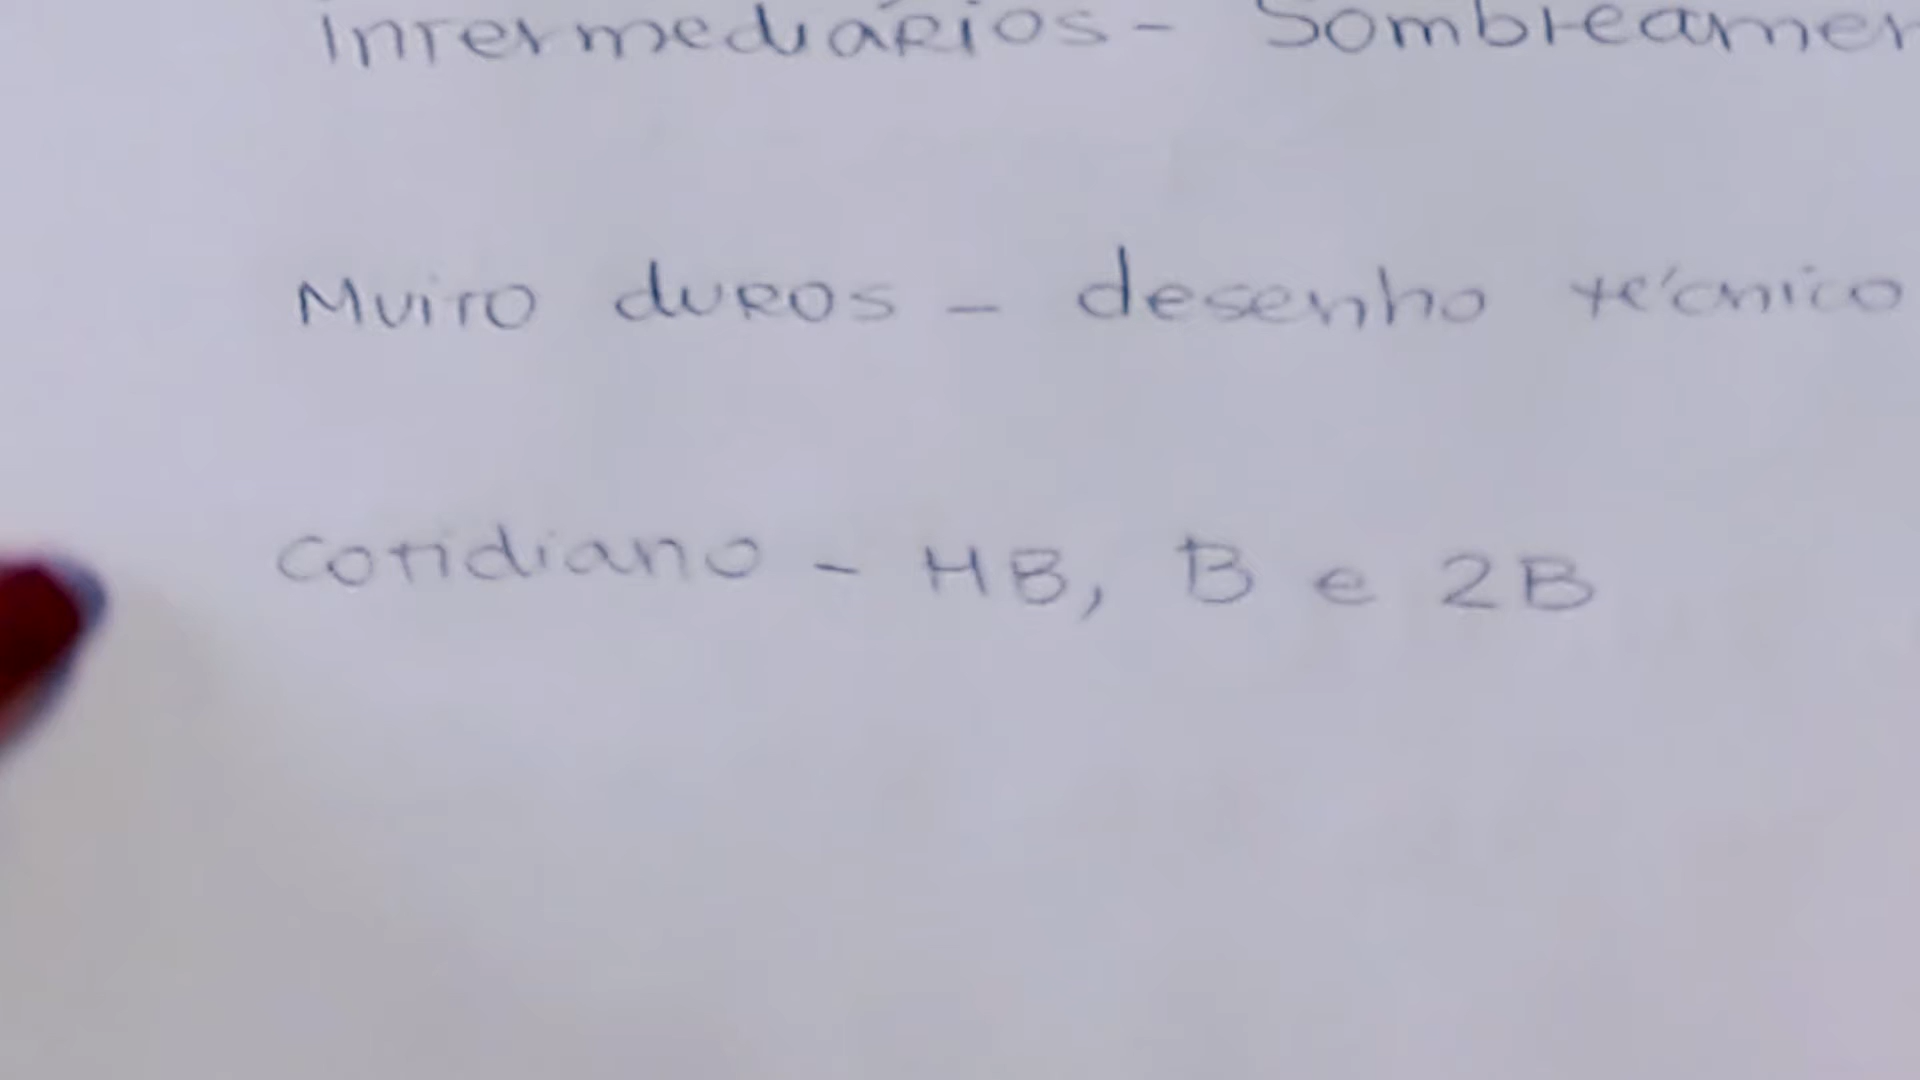 Intermediários - Sombreamen
Muito duros - desenho técnico
cotidiano - HB, B e 2B